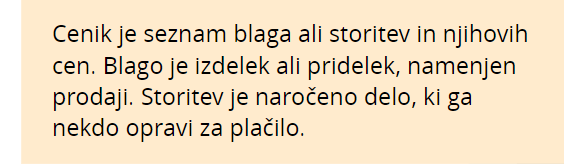 Cenik je seznam blaga ali storitev in njihovih
cen. Blago je izdelek ali pridelek, namenjen
prodaji. Storitev je naročeno delo, ki ga
nekdo opravi za plačilo.